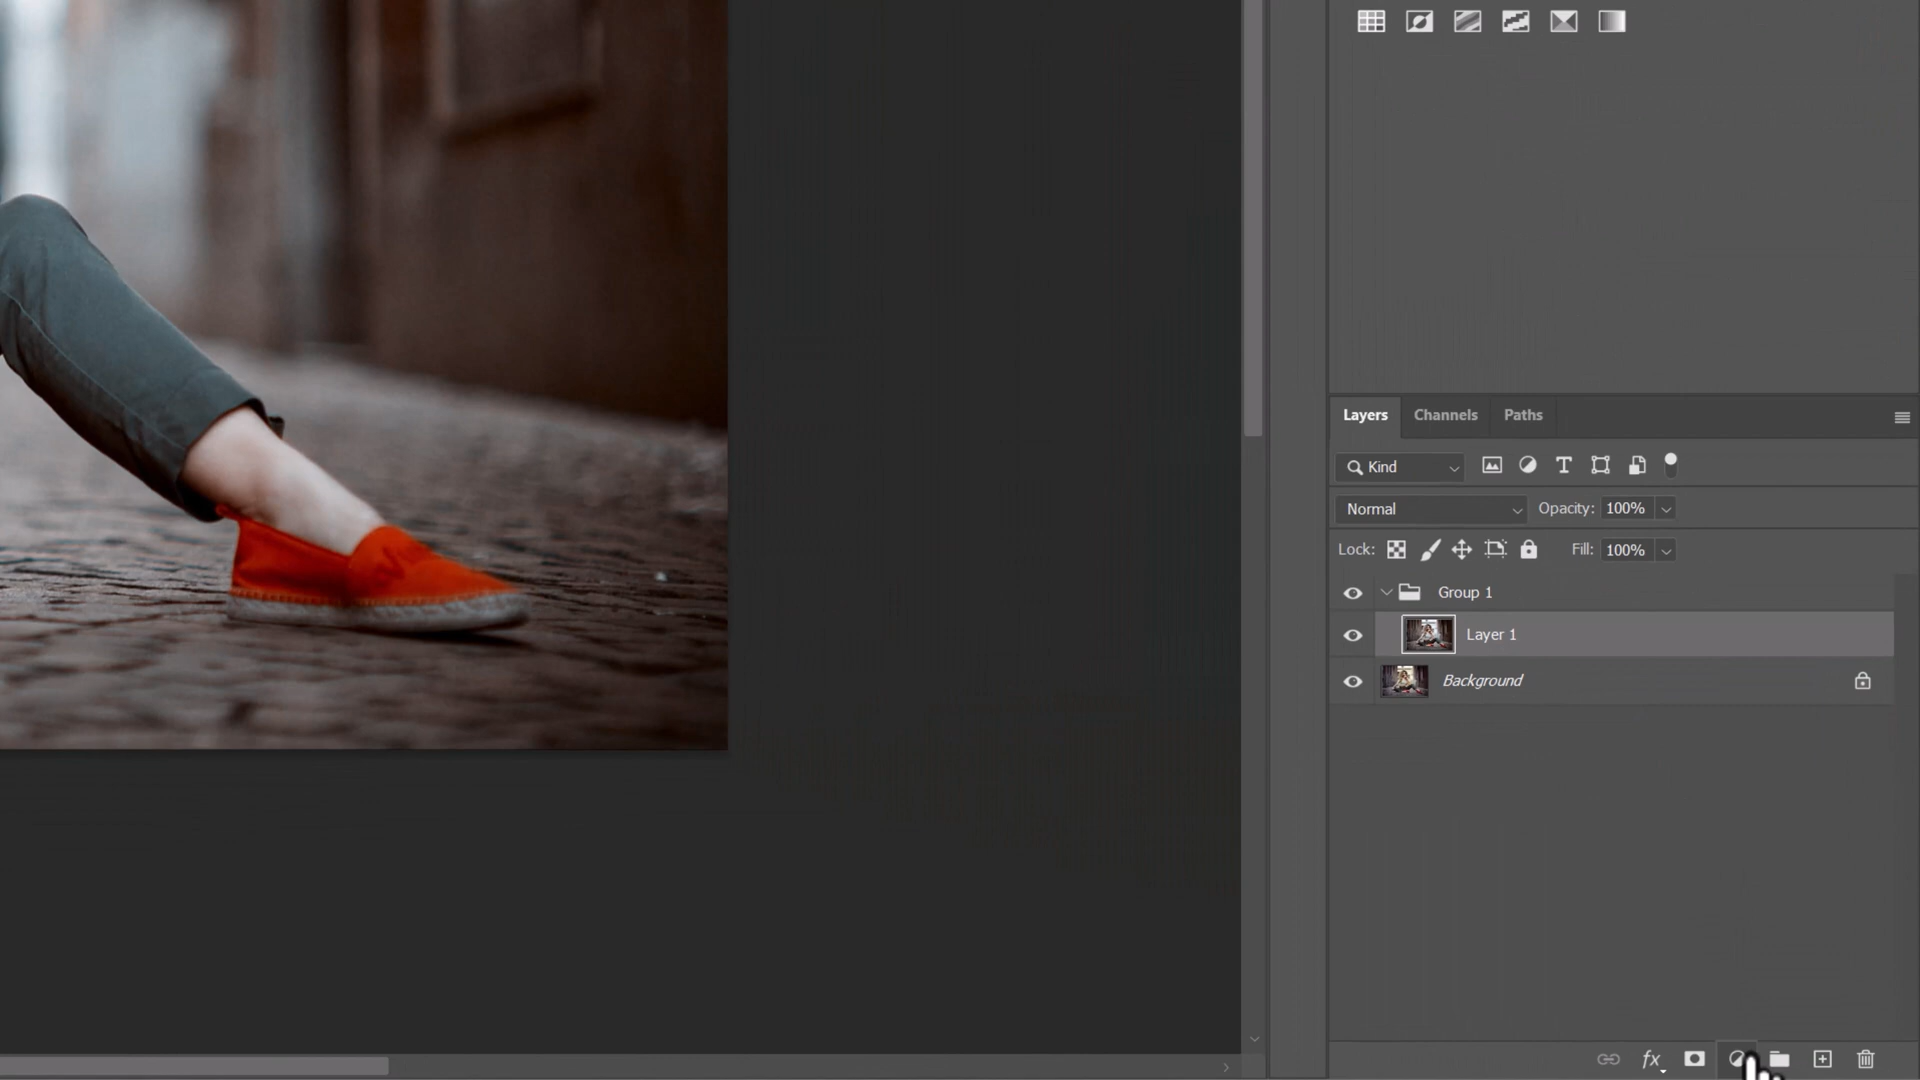 Layers Channels Paths
Kind
Normal Opacity: 100%
Lock: Fill: 100%
Group 1
Layer 1
Background
fx